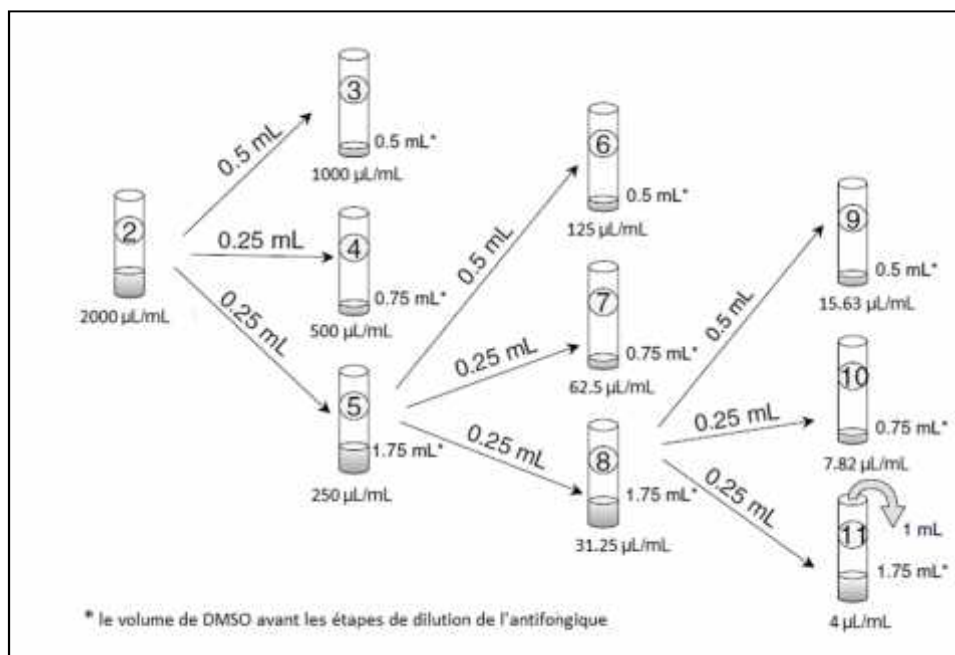 3
0.5 mL*
1000 µL/mL
0.5 mL
2
2000 µL/mL
0.25 mL
4
0.75 mL*
500 µL/mL
0.25 mL
5
1.75 mL*
250 µL/mL
0.5 mL
6
0.5 mL*
125 µL/mL
0.25 mL
7
0.75 mL*
62.5 µL/mL
0.25 mL
8
1.75 mL*
31.25 µL/mL
0.5 mL
9
0.5 mL*
15.63 µL/mL
0.25 mL
10
0.75 mL*
7.82 µL/mL
0.25 mL
11
1 mL
1.75 mL*
4 µL/mL
* le volume de DMSO avant les étapes de dilution de l'antifongique